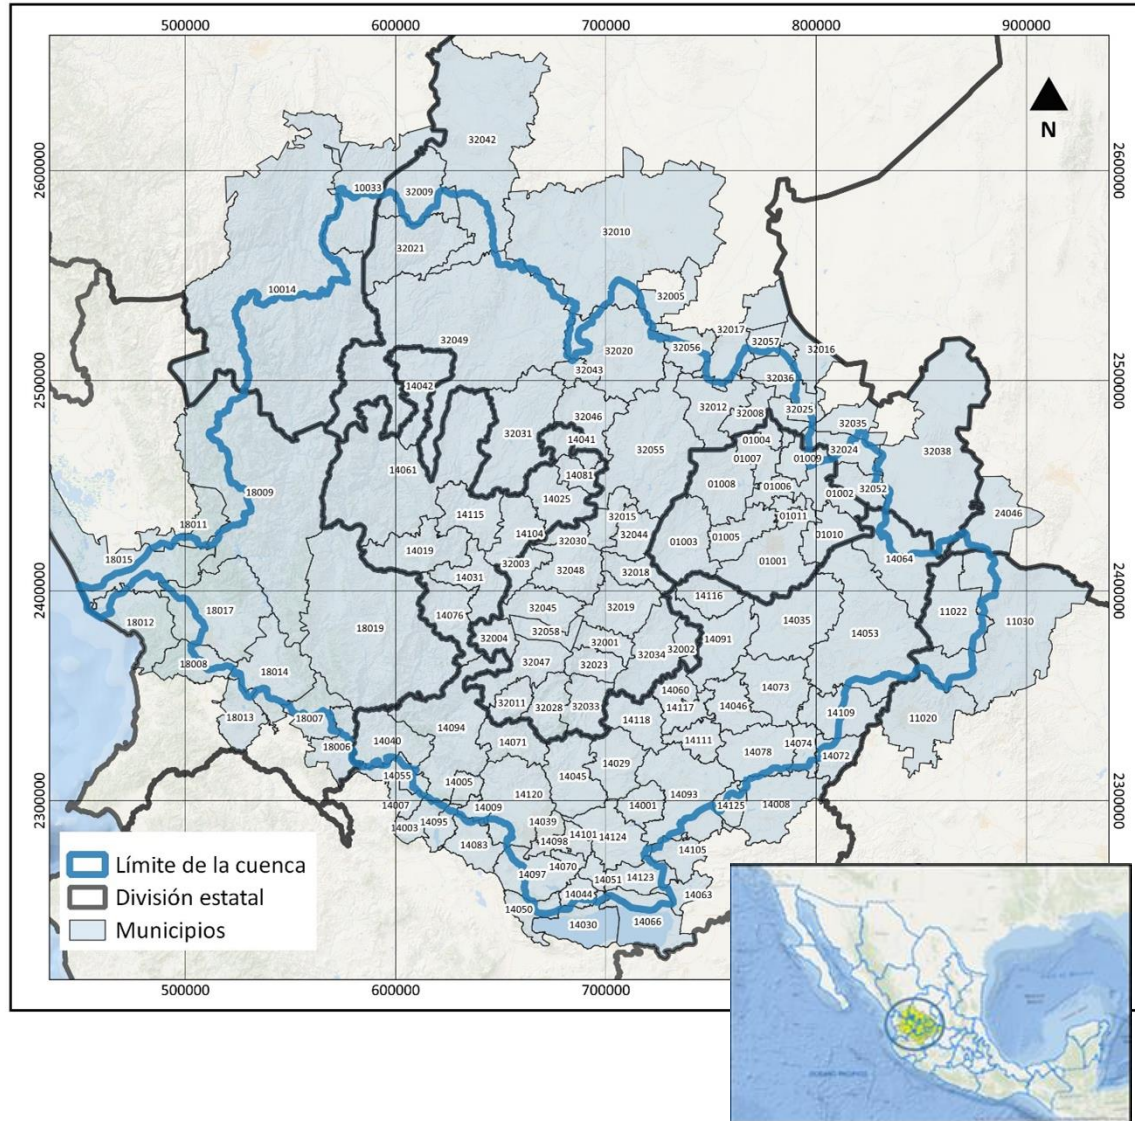 500000 600000 700000 800000 900000
N
2600000 2600000
2500000 2500000
2400000 2400000
2300000 2300000
32042
10033 32009
32010
32021
10014
32005
32017
32049 32056 32057 32016
32020
32043
14042 32036
32012 32008 32025
32046 32035
32031 14041 01004 32024
14061 32055 01007 01009 32038
14081
18009 14025 01008 01006 01002 32052
14115 32015 01011 24046
18011 14104 32044 01005 01010
14019 32030 01003
18015 32003 01001 14064
14031 32048 32018
18012 18017 14076 32045 32019 14116 14035 11022 11030
18019 32058 14053
32004 32001 32034 32002 14091
18008 18014 32047 32023
14060 14073
32011 32028 32033 14117 14046 14109 11020
18013 18007 14094 14118
18006 14040 14071 14111 14078 14074 14072
14055 14005 14045 14029
14007 14009 14120 14001 14093 14125 14008
14003 14095 14039 14101 14124
14083 14098 14105
14097 14070 14051 14123
14050 14044 14063
14030 14066
Límite de la cuenca
División estatal
Municipios
500000 600000 700000
OCEANO PACIFICO